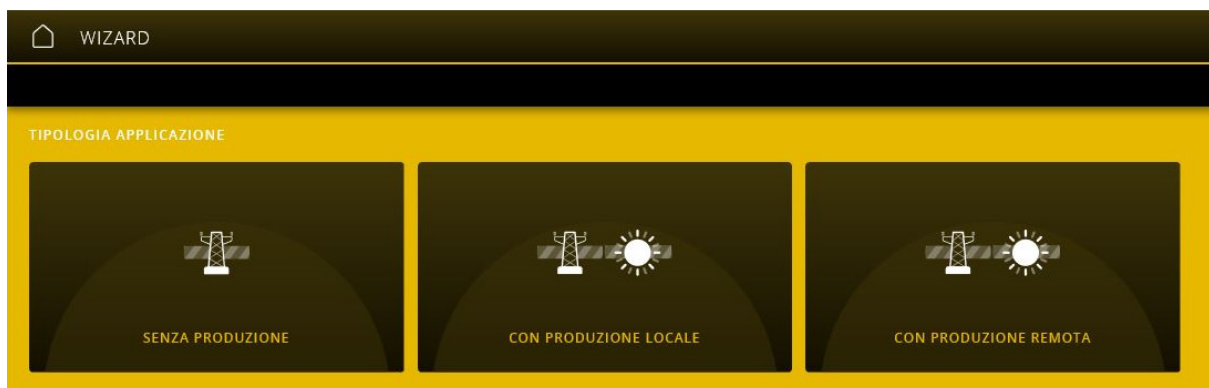 WIZARD
TIPOLOGIA APPLICAZIONE
SENZA PRODUZIONE
CON PRODUZIONE LOCALE
CON PRODUZIONE REMOTA